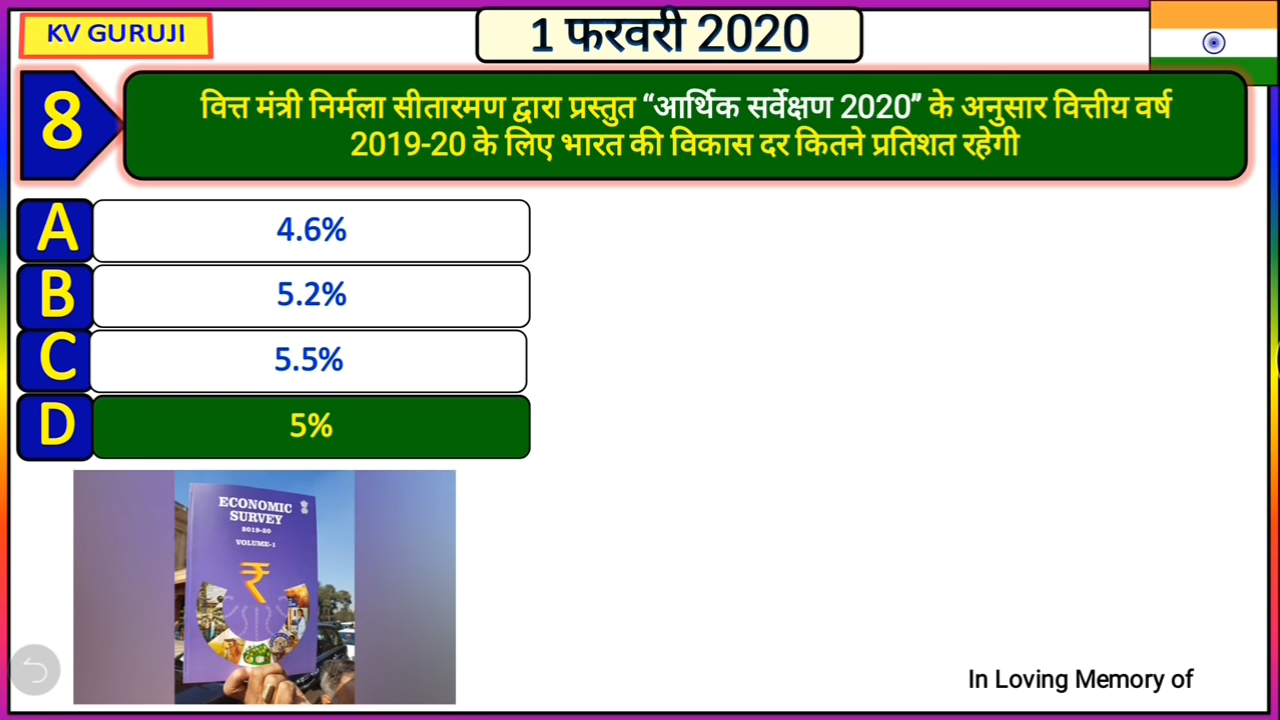 KV GURUJI
1 फरवरी 2020
8
वित्त मंत्री निर्मला सीतारमण द्वारा प्रस्तुत “आर्थिक सर्वेक्षण 2020” के अनुसार वित्तीय वर्ष
2019-20 के लिए भारत की विकास दर कितने प्रतिशत रहेगी
A 4.6%
B 5.2%
C 5.5%
D 5%
ECONOMIC
SURVEY
2019-20
VOLUME-1
₹
In Loving Memory of